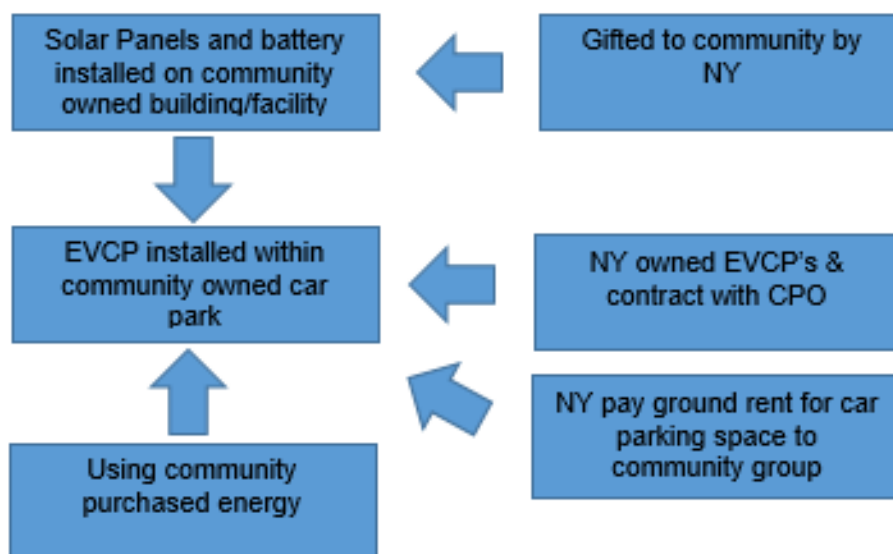 Solar Panels and battery
installed on community
owned building/facility
Gifted to community by
NY
EVCP installed within
community owned car
park
NY owned EVCP's &
contract with CPO
NY pay ground rent for car
parking space to
community group
Using community
purchased energy